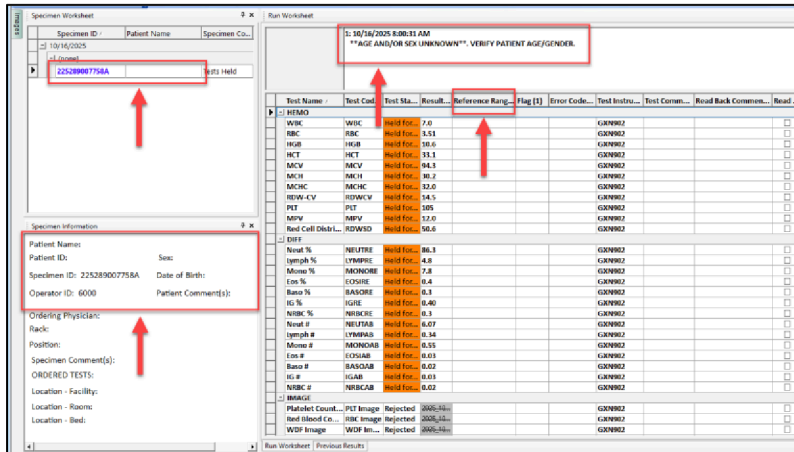 Images
Specimen Worksheet
Specimen ID
Patient Name
Specimen Co...
10/16/2025
(none)
225289007758A
Tests Held
Specimen Information
Patient Name:
Patient ID: Sex:
Specimen ID: 225289007758A Date of Birth:
Operator ID: 6000 Patient Comment(s):
Ordering Physician:
Rack:
Position:
Specimen Comment(s):
ORDERED TESTS:
Location - Facility:
Location - Room:
Location - Bed:
Run Worksheet
1: 10/16/2025 8:00:31 AM
**AGE AND/OR SEX UNKNOWN**. VERIFY PATIENT AGE/GENDER.
Test Name Test Cod... Test Sta... Result... Reference Rang... Flag [1] Error Code... Test Instru... Test Comm... Read Back Commen... Read
HEMO
WBC WBC Held for... 7.0 GXN902
RBC RBC Held for... 3.51 GXN902
HGB HGB Held for... 10.6 GXN902
HCT HCT Held for... 33.1 GXN902
MCV MCV Held for... 94.3 GXN902
MCH MCH Held for... 30.2 GXN902
MCHC MCHC Held for... 32.0 GXN902
RDW-CV RDWCV Held for... 14.5 GXN902
PLT PLT Held for... 105 GXN902
MPV MPV Held for... 12.0 GXN902
Red Cell Distri... RDWSD Held for... 50.6 GXN902
DIFF
Neut % NEUTRE Held for... 86.3 GXN902
Lymph % LYMPRE Held for... 4.8 GXN902
Mono % MONORE Held for... 7.8 GXN902
Eos % EOSIRE Held for... 0.4 GXN902
Baso % BASORE Held for... 0.3 GXN902
IG % IGRE Held for... 0.40 GXN902
NRBC % NRBCRE Held for... 0.3 GXN902
Neut # NEUTAB Held for... 6.07 GXN902
Lymph # LYMPAB Held for... 0.34 GXN902
Mono # MONOAB Held for... 0.55 GXN902
Eos # EOSIAB Held for... 0.03 GXN902
Baso # BASOAB Held for... 0.02 GXN902
IG # IGAB Held for... 0.03 GXN902
NRBC # NRBCAB Held for... 0.02 GXN902
IMAGE
Platelet Count... PLT Image Rejected 2025_10... GXN902
Red Blood Co... RBC Image Rejected 2025_10... GXN902
WDF Image WDF Im... Rejected 2025_10... GXN902
Run Worksheet Previous Results